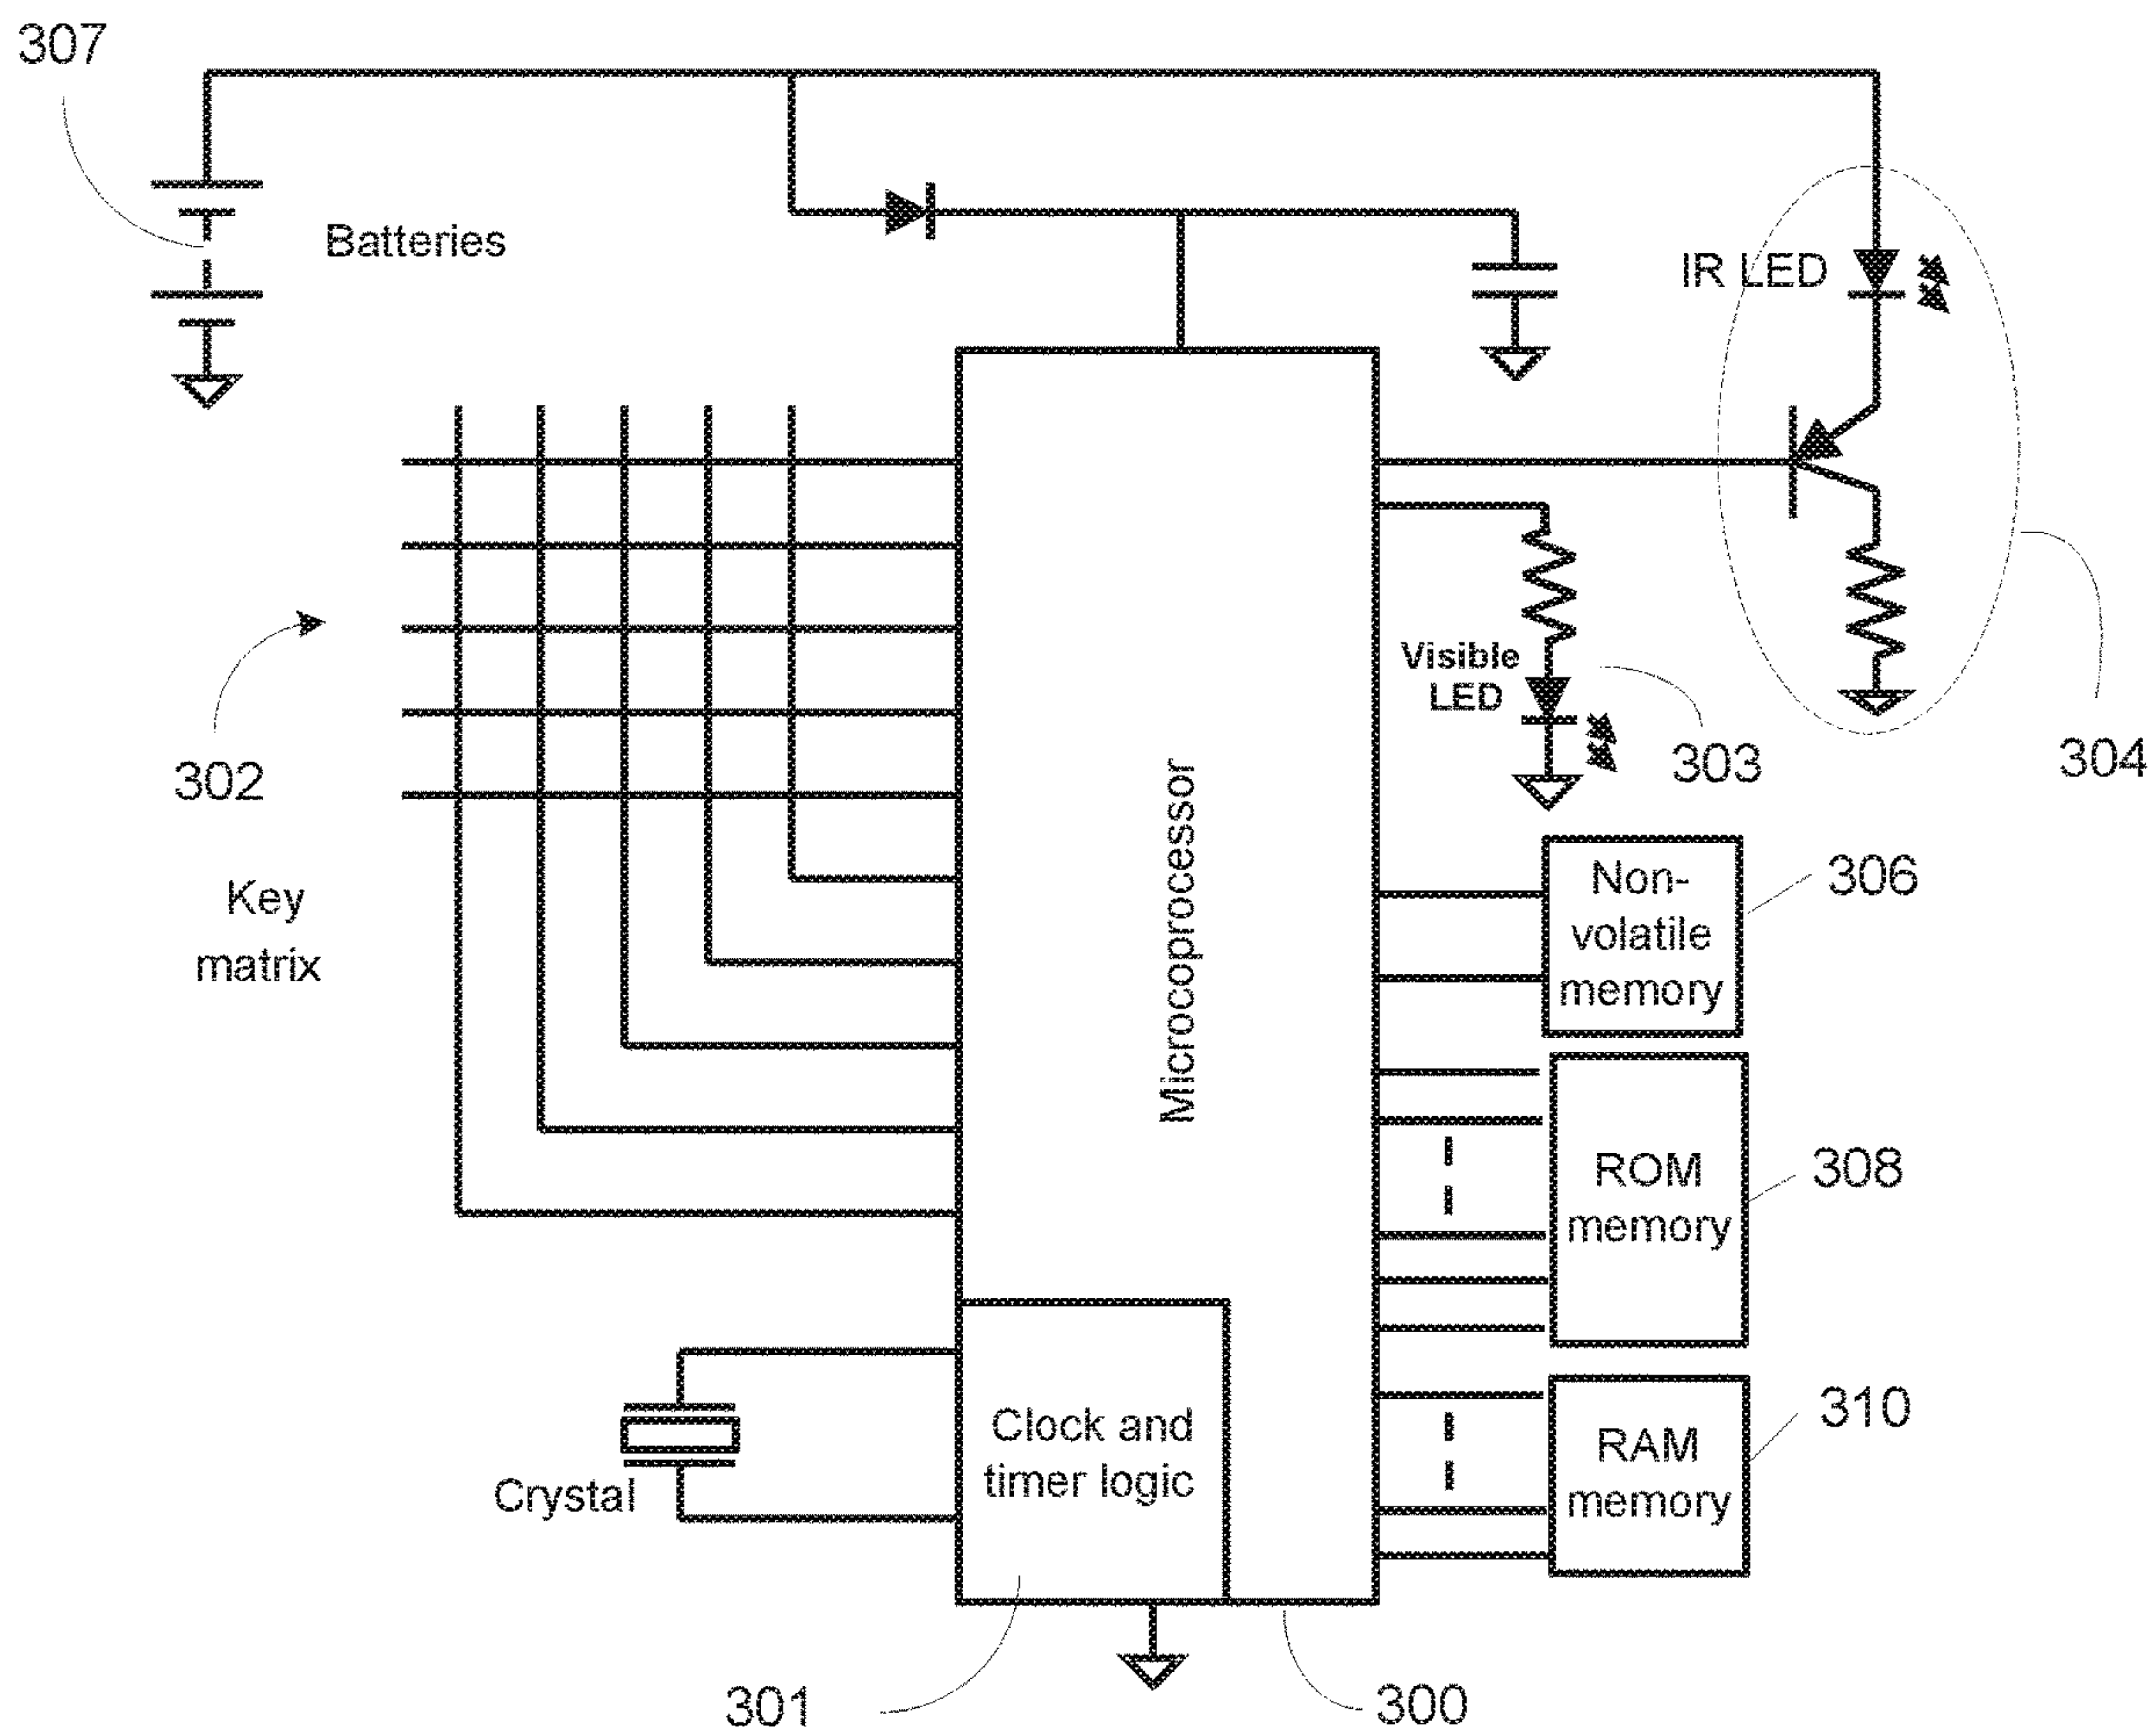 307
Batteries
IR LED
Visible
LED
303
304
302
Key
matrix
Microcoprocessor
Non-
volatile
memory
306
ROM
memory
308
RAM
memory
310
Clock and
timer logic
Crystal
301
300